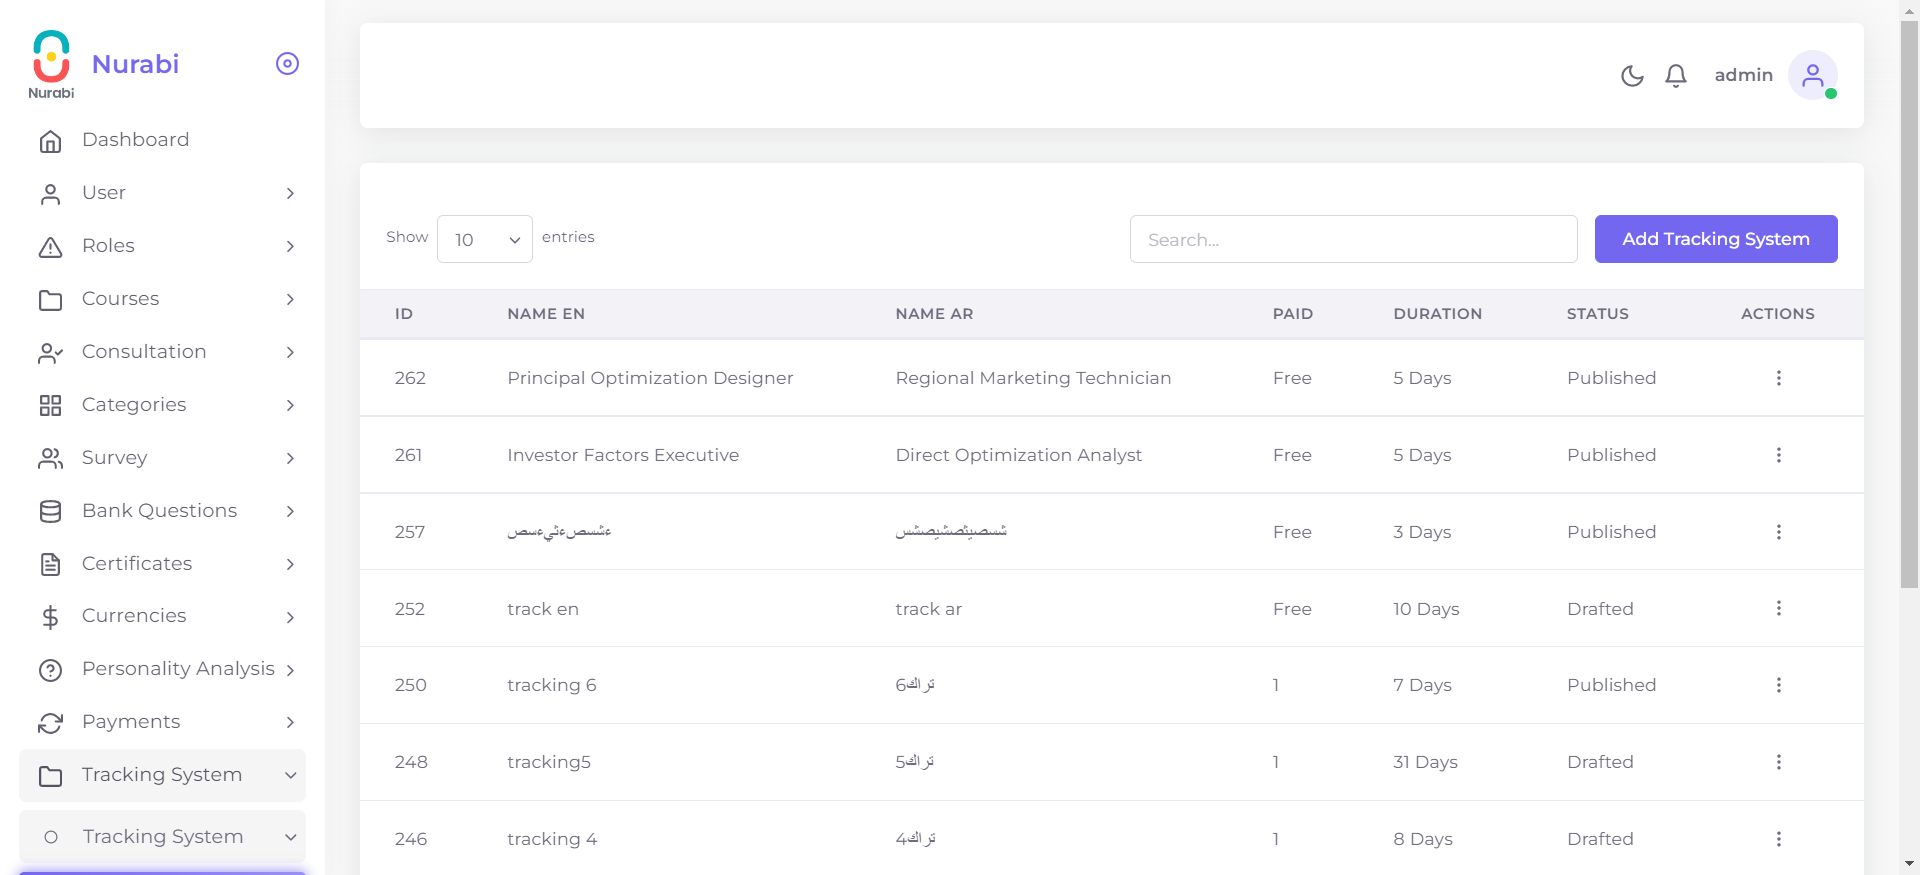 Nurabi
Nurabi
Dashboard
User
Roles
Courses
Consultation
Categories
Survey
Bank Questions
Certificates
Currencies
Personality Analysis
Payments
Tracking System
Tracking System
admin
Show 10 entries
Search...
Add Tracking System
ID NAME EN NAME AR PAID DURATION STATUS ACTIONS
262 Principal Optimization Designer Regional Marketing Technician Free 5 Days Published
261 Investor Factors Executive Direct Optimization Analyst Free 5 Days Published
257 ءشسصءثيءسص شسصيثصشيصشس Free 3 Days Published
252 track en track ar Free 10 Days Drafted
250 tracking 6 تراك6 1 7 Days Published
248 tracking5 تراك5 1 31 Days Drafted
246 tracking 4 تراك4 1 8 Days Drafted